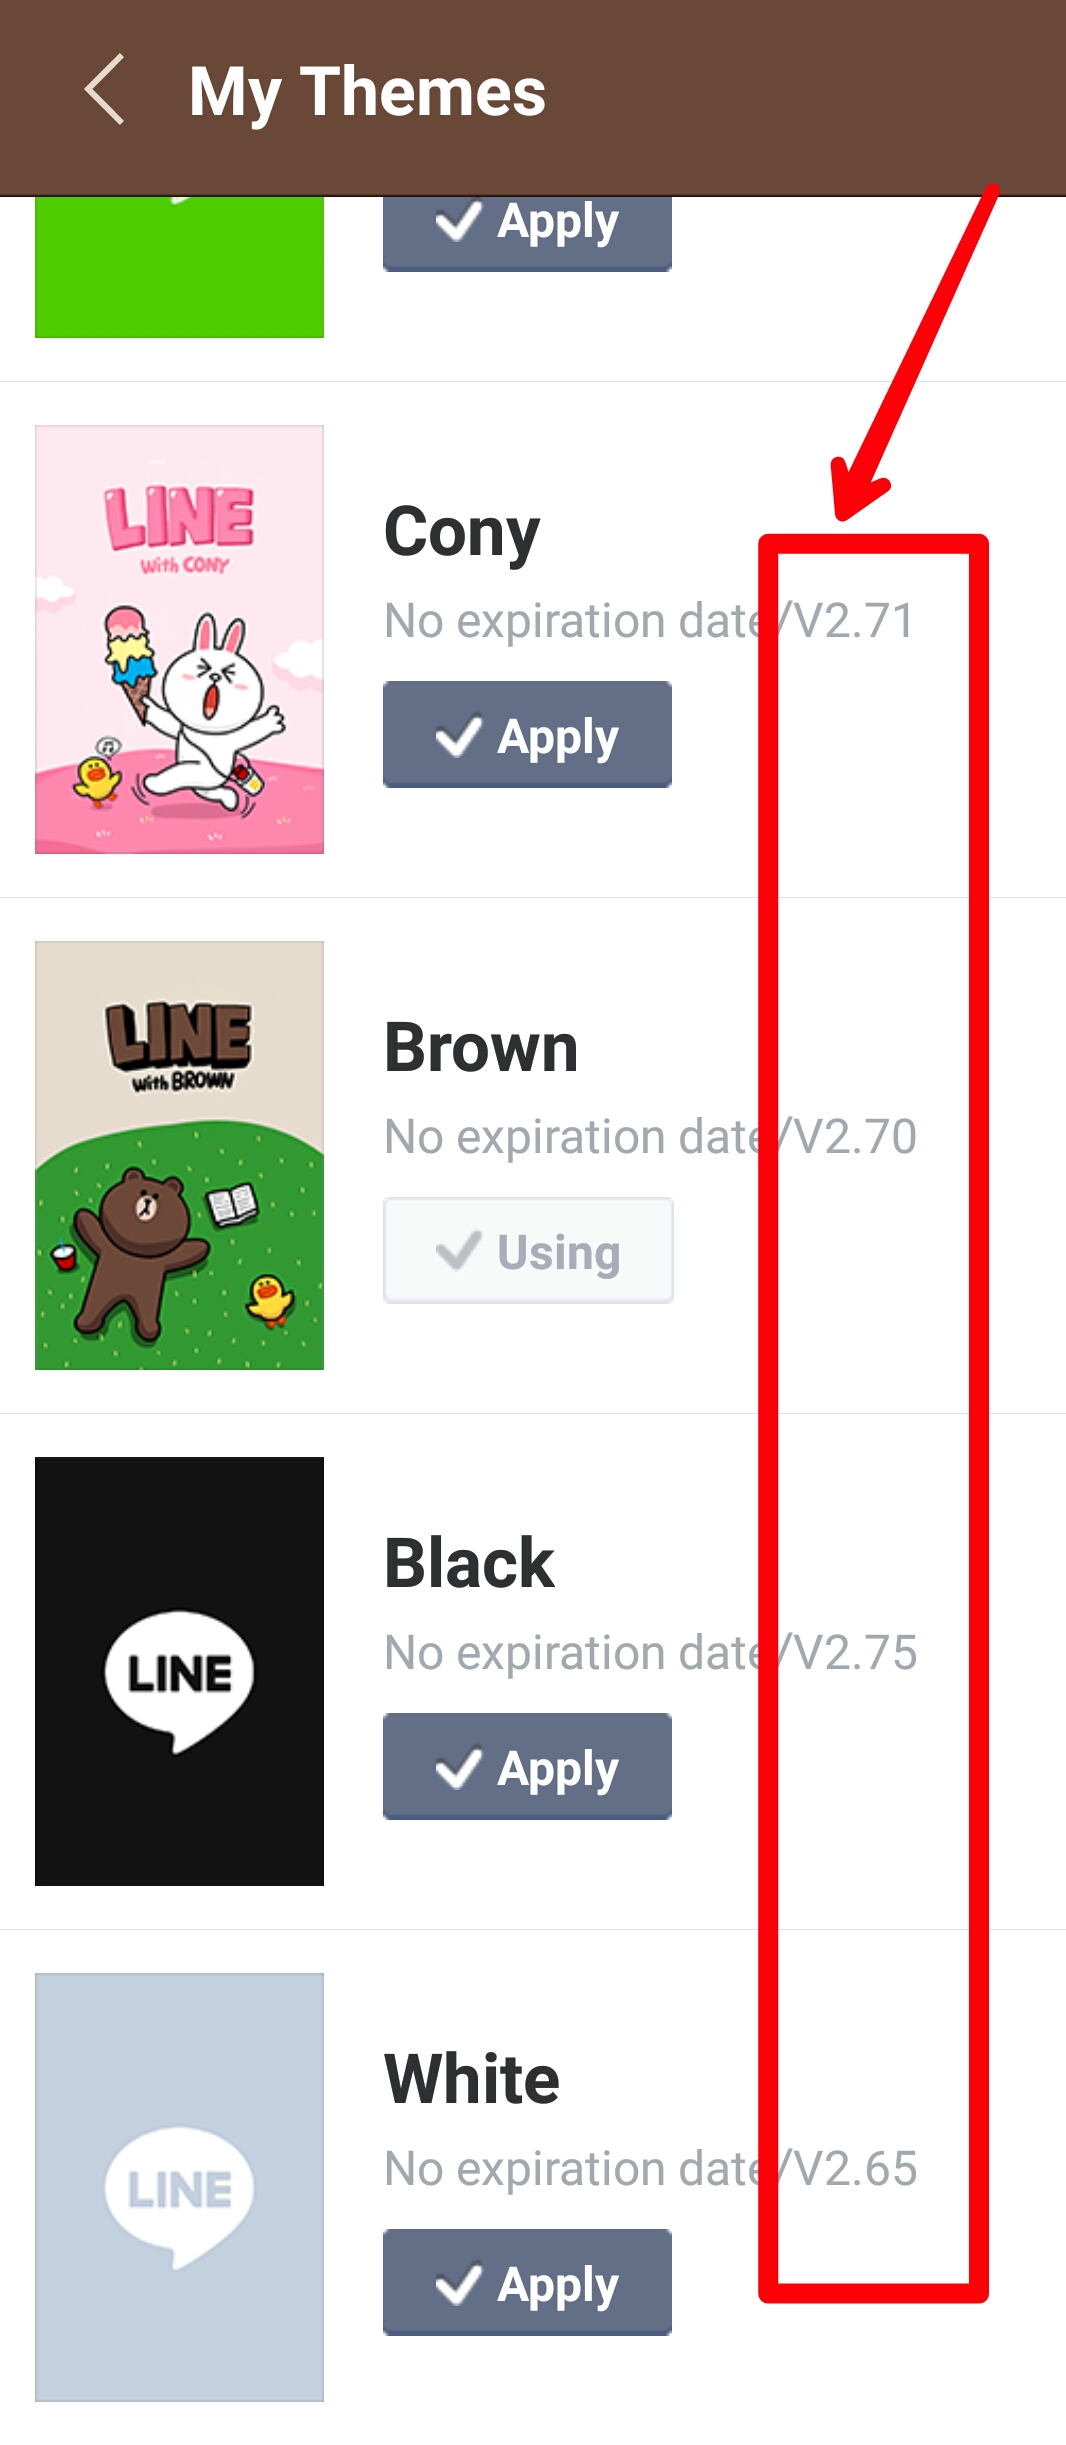 My Themes
Apply
LINE
With CONY
Cony
No expiration date/V2.71
Apply
LINE
With BROWN
Brown
No expiration date/V2.70
Using
LINE
Black
No expiration date/V2.75
Apply
LINE
White
No expiration date/V2.65
Apply